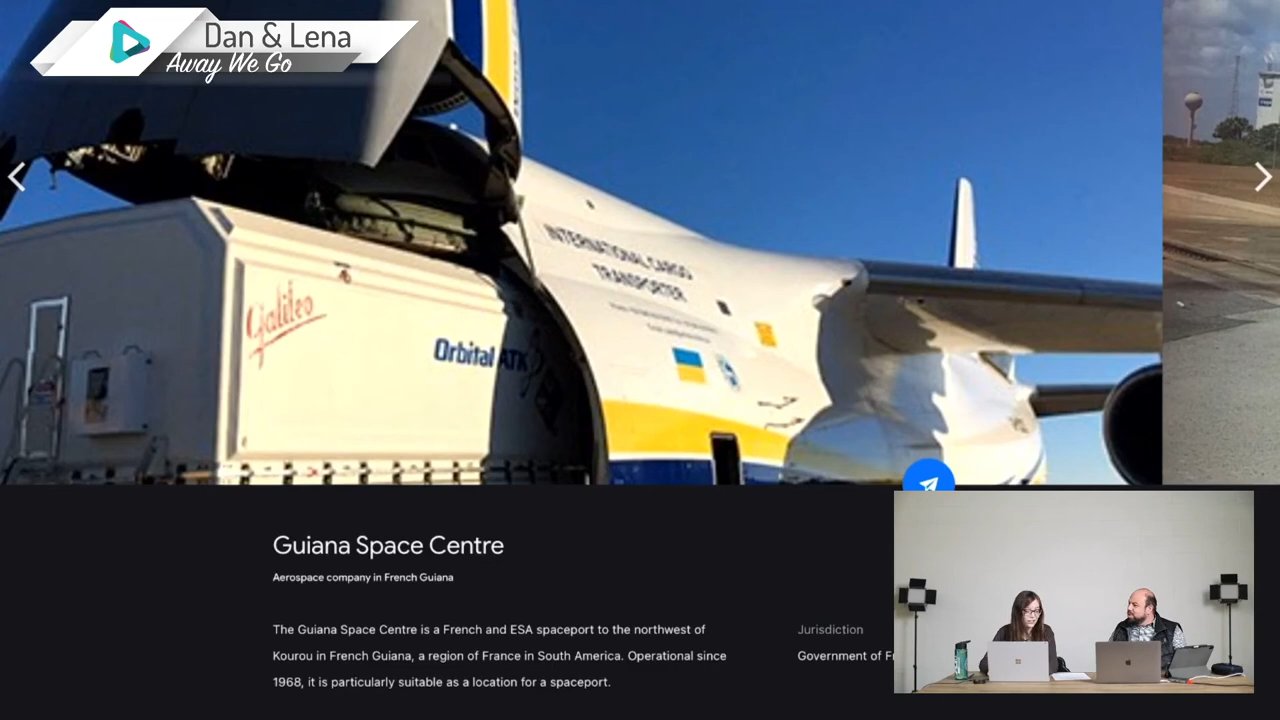 Dan & Lena
Away We Go
INTERNATIONAL CARGO
TRANSPORTER
Galileo
Orbital ATK
Guiana Space Centre
Aerospace company in French Guiana
The Guiana Space Centre is a French and ESA spaceport to the northwest of
Kourou in French Guiana, a region of France in South America. Operational since
1968, it is particularly suitable as a location for a spaceport.
Jurisdiction
Government of Fr